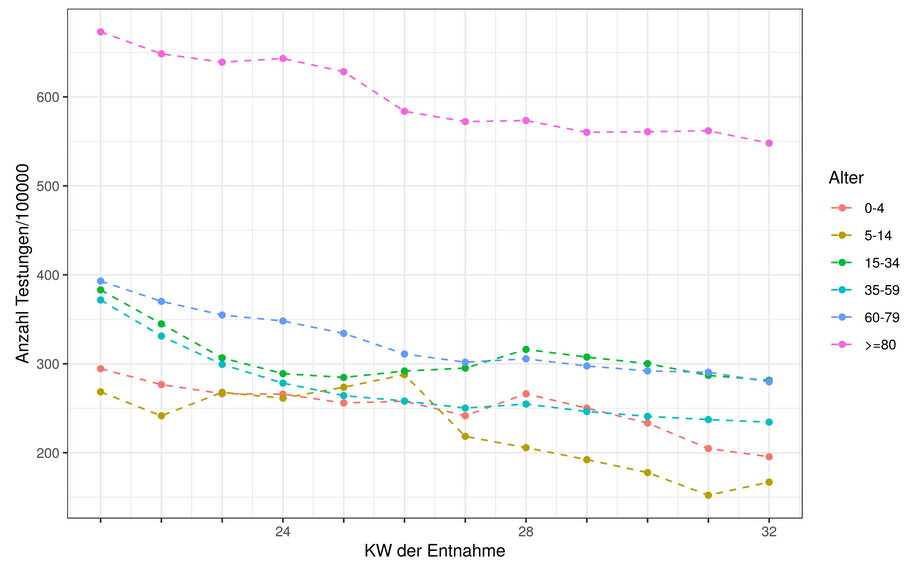 600
500
400
300
200
Anzahl Testungen/100000
24 28 32
KW der Entnahme
Alter
0-4
5-14
15-34
35-59
60-79
>=80